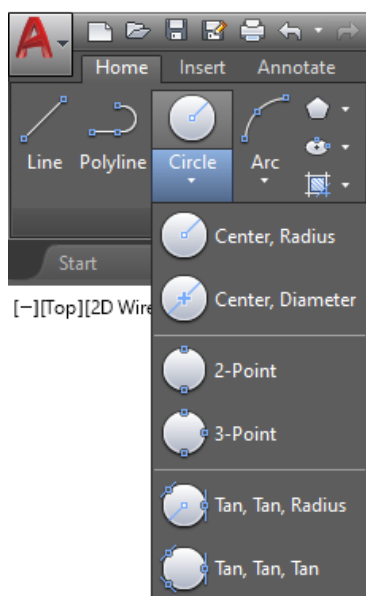 A
Home Insert Annotate
Line Polyline Circle Arc
Center, Radius
Start
Center, Diameter
[−][Top][2D Wire
2-Point
3-Point
Tan, Tan, Radius
Tan, Tan, Tan